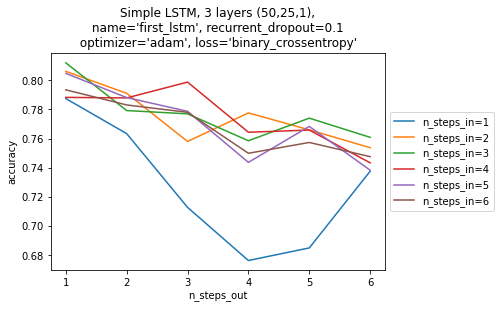 Simple LSTM, 3 layers (50,25,1),
name='first_lstm', recurrent_dropout=0.1
optimizer='adam', loss='binary_crossentropy'
0.80
0.78
0.76
0.74
0.72
0.70
0.68
accuracy
1 2 3 4 5 6
n_steps_out
n_steps_in=1
n_steps_in=2
n_steps_in=3
n_steps_in=4
n_steps_in=5
n_steps_in=6